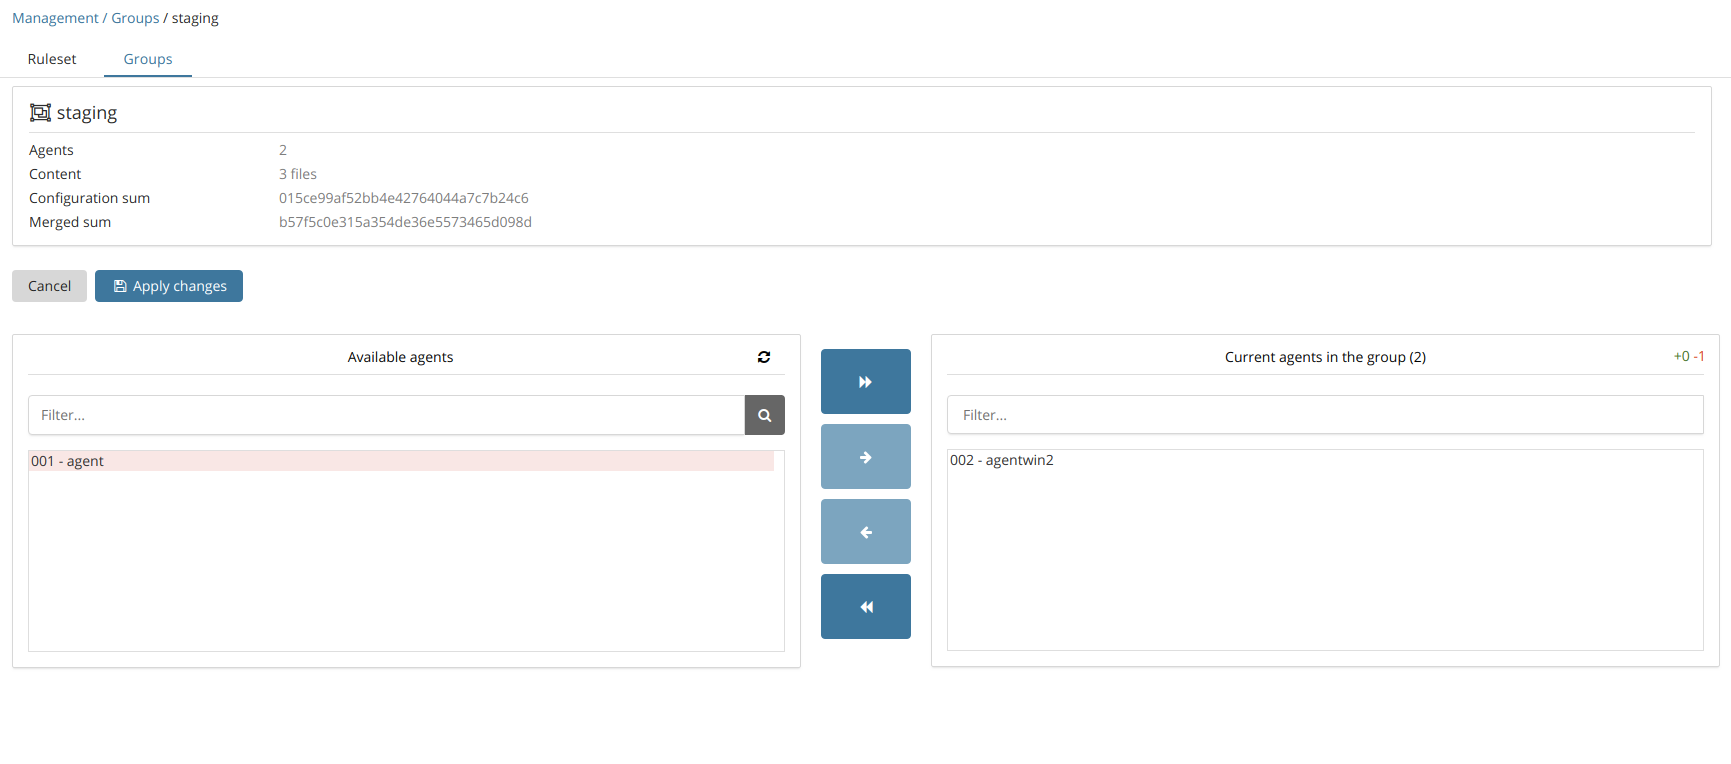 Management / Groups / staging
Ruleset Groups
staging
Agents 2
Content 3 files
Configuration sum 015ce99af52bb4e42764044a7c7b24c6
Merged sum b57f5c0e315a354de36e5573465d098d
Cancel Apply changes
Available agents
Filter...
001 - agent
Current agents in the group (2) +0 -1
Filter...
002 - agentwin2